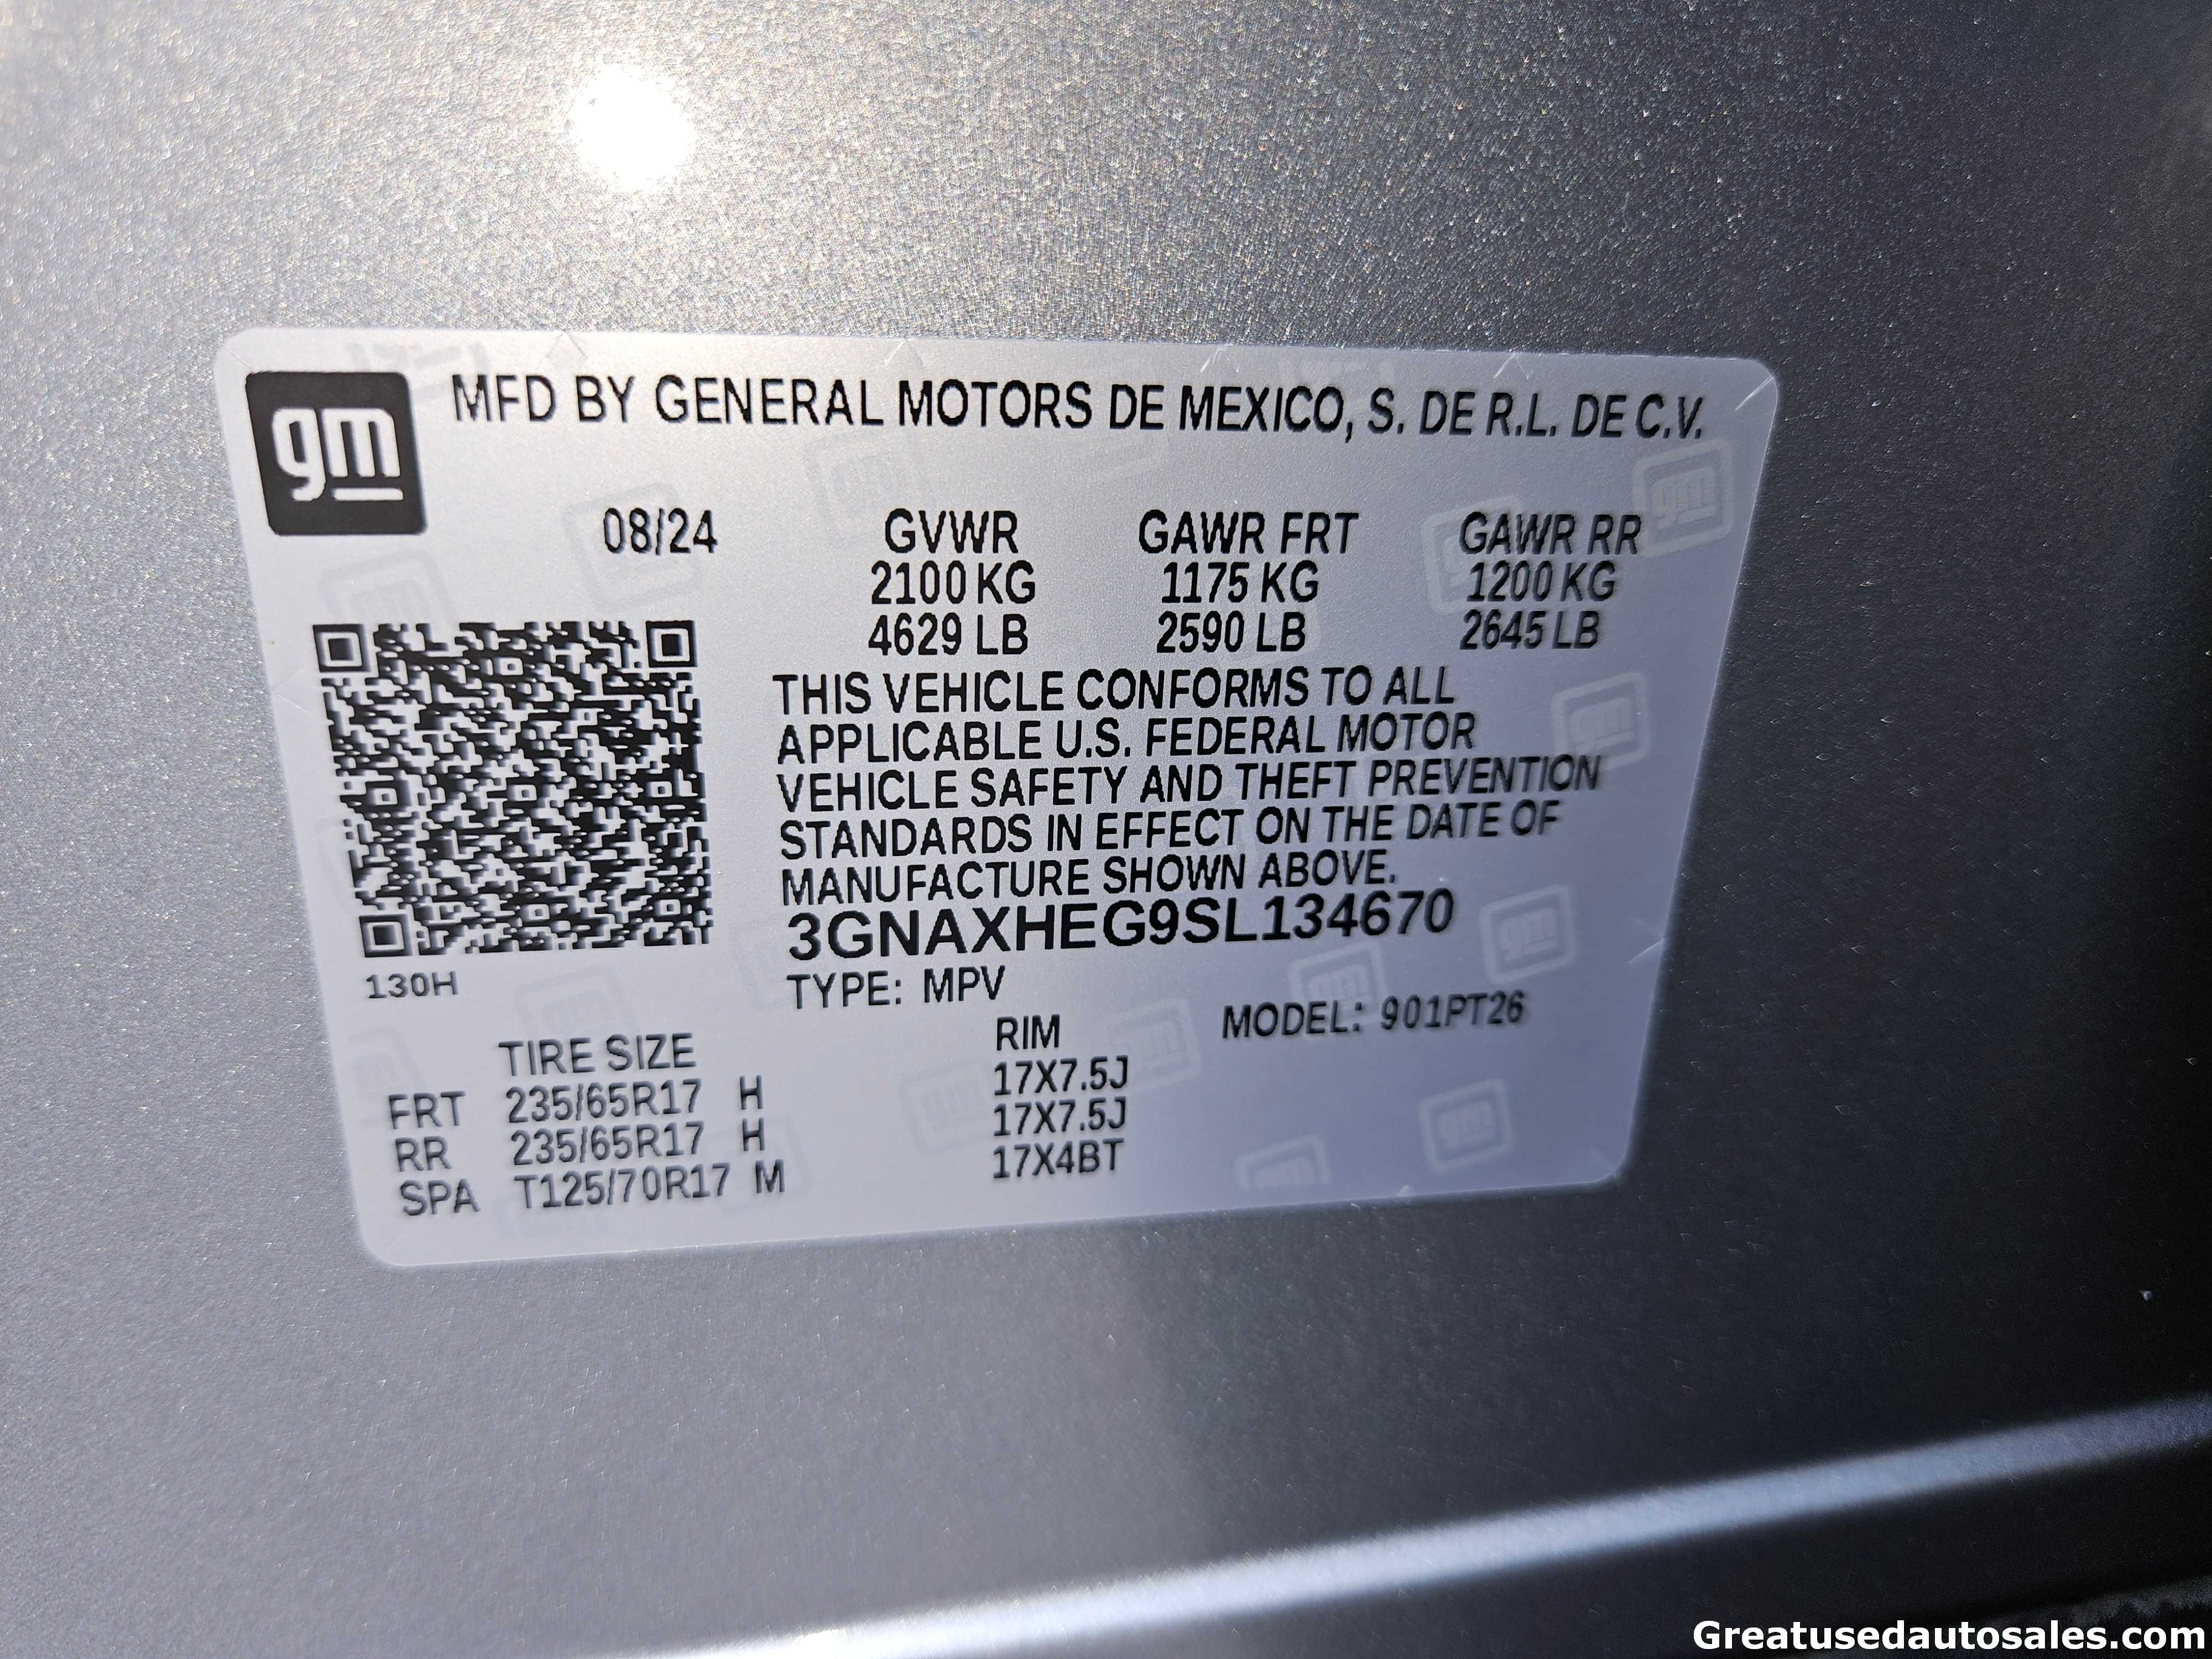 gm MFD BY GENERAL MOTORS DE MEXICO, S. DE R.L. DE C.V.
08/24 GVWR GAWR FRT GAWR RR
2100 KG 1175 KG 1200 KG
4629 LB 2590 LB 2645 LB
THIS VEHICLE CONFORMS TO ALL
APPLICABLE U.S. FEDERAL MOTOR
VEHICLE SAFETY AND THEFT PREVENTION
STANDARDS IN EFFECT ON THE DATE OF
MANUFACTURE SHOWN ABOVE.
3GNAXHEG9SL134670
130H TYPE: MPV MODEL: 901PT26
TIRE SIZE RIM
FRT 235/65R17 H 17X7.5J
RR 235/65R17 H 17X7.5J
SPA T125/70R17 M 17X4BT
Greatusedautosales.com